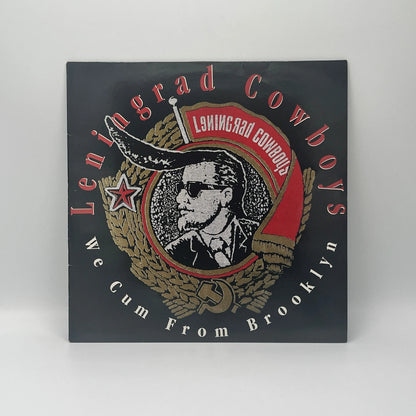 Leningrad Cowboys
LENINGRAD COWBOYS
We Cum From Brooklyn